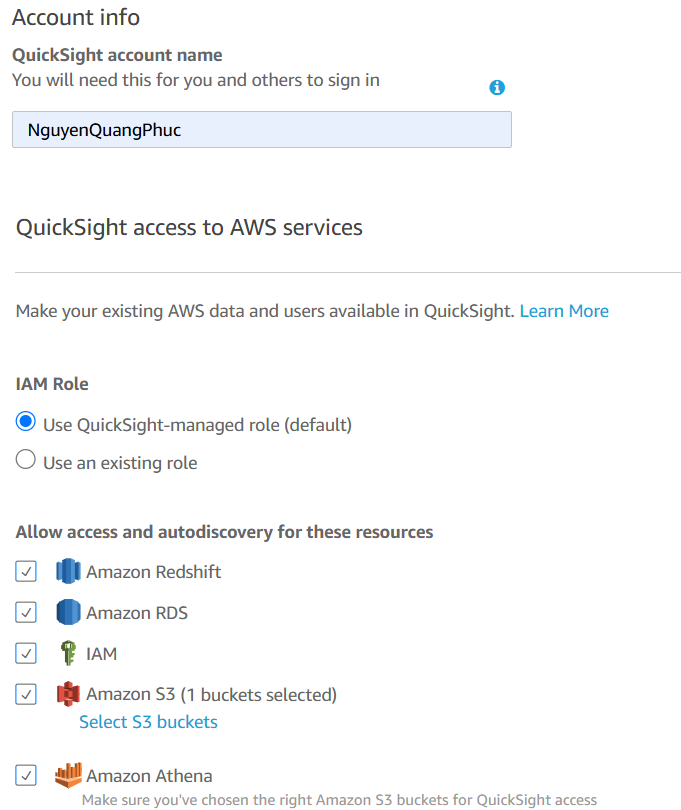 Account info
QuickSight account name
You will need this for you and others to sign in
NguyenQuangPhuc
QuickSight access to AWS services
Make your existing AWS data and users available in QuickSight. Learn More
IAM Role
Use QuickSight-managed role (default)
Use an existing role
Allow access and autodiscovery for these resources
Amazon Redshift
Amazon RDS
IAM
Amazon S3 (1 buckets selected)
Select S3 buckets
Amazon Athena
Make sure you've chosen the right Amazon S3 buckets for QuickSight access